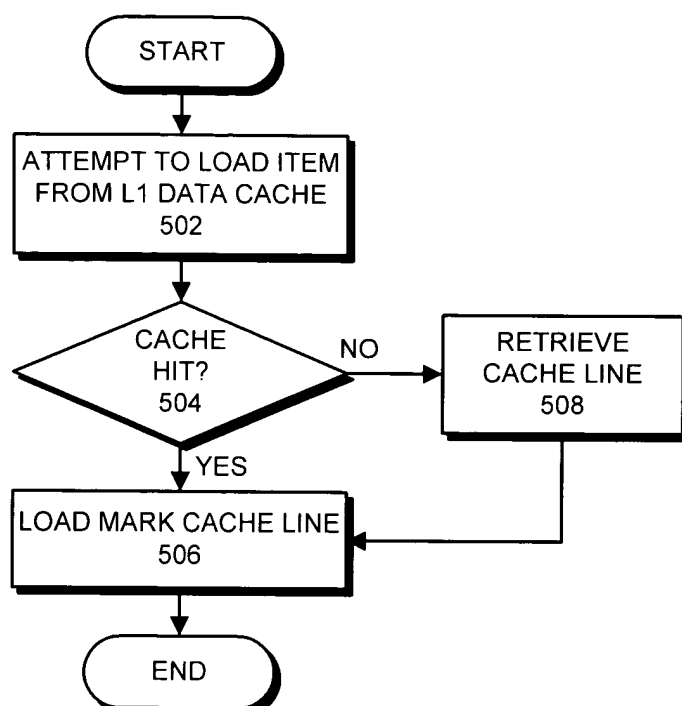 START
ATTEMPT TO LOAD ITEM
FROM L1 DATA CACHE
502
CACHE
HIT?
504
NO
RETRIEVE
CACHE LINE
508
YES
LOAD MARK CACHE LINE
506
END